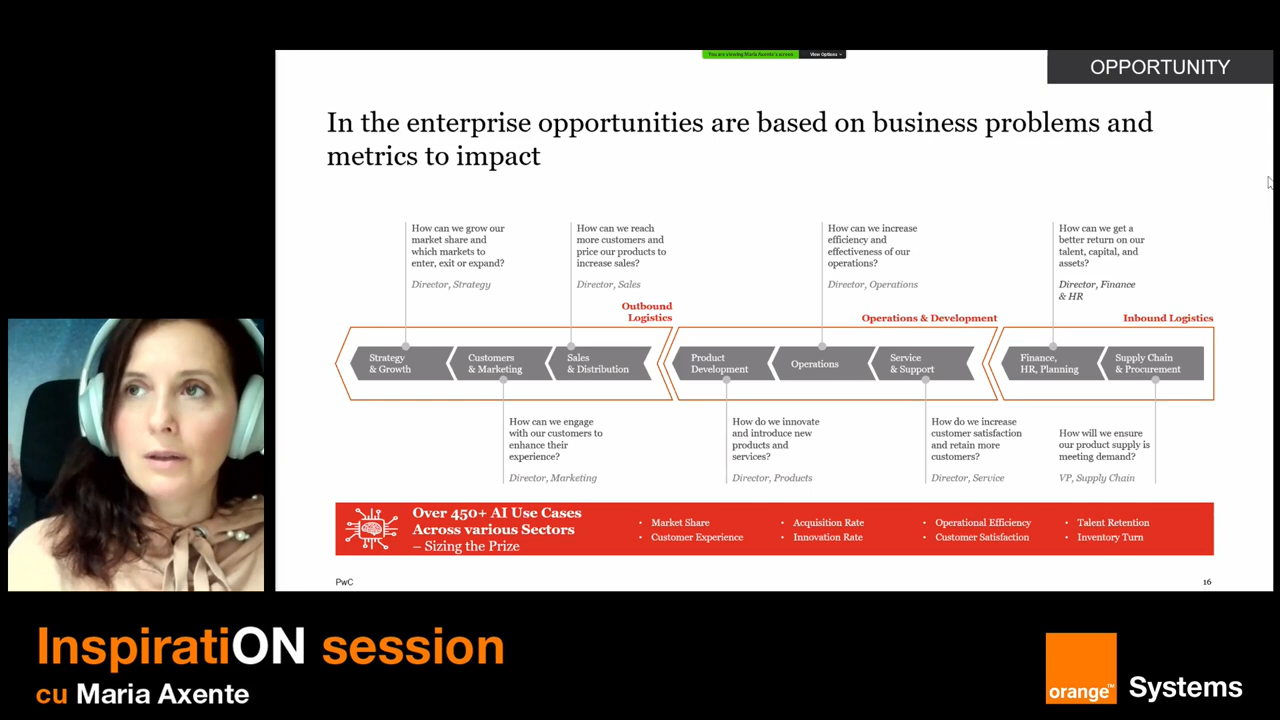 You are viewing Maria Axente's screen
View Options
OPPORTUNITY
In the enterprise opportunities are based on business problems and
metrics to impact
How can we grow our
market share and
which markets to
enter, exit or expand?
Director, Strategy
How can we reach
more customers and
price our products to
increase sales?
Director, Sales
How can we increase
efficiency and
effectiveness of our
operations?
Director, Operations
How can we get a
better return on our
talent, capital, and
assets?
Director, Finance
& HR
Outbound
Logistics
Operations & Development
Inbound Logistics
Strategy
& Growth
Customers
& Marketing
Sales
& Distribution
Product
Development
Operations
Service
& Support
Finance,
HR, Planning
Supply Chain
& Procurement
How can we engage
with our customers to
enhance their
experience?
Director, Marketing
How do we innovate
and introduce new
products and
services?
Director, Products
How do we increase
customer satisfaction
and retain more
customers?
Director, Service
How will we ensure
our product supply is
meeting demand?
VP, Supply Chain
Over 450+ AI Use Cases
Across various Sectors
– Sizing the Prize
• Market Share
• Customer Experience
• Acquisition Rate
• Innovation Rate
• Operational Efficiency
• Customer Satisfaction
• Talent Retention
• Inventory Turn
PwC
16
InspiratiON session
cu Maria Axente
orange™
Systems